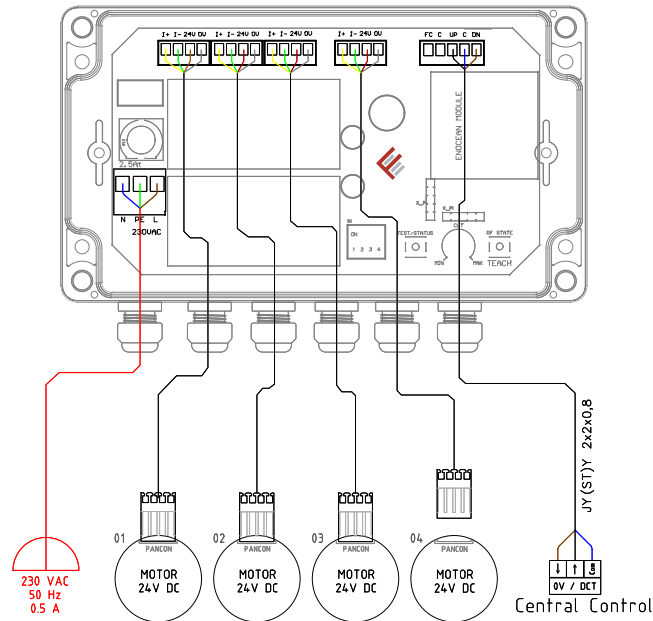 I+ I- 24V 0V
I+ I- 24V 0V
I+ I- 24V 0V
I+ I- 24V 0V
FC C UP C DN
ENOCEAN MODULE
2.5At
N PE L
230VAC
ON
1 2 3 4
TEST/STATUS
MIN
MAX
RF STATE
TEACH
JY(ST)Y 2x2x0,8
01
PANCON
MOTOR
24V DC
02
PANCON
MOTOR
24V DC
03
PANCON
MOTOR
24V DC
04
PANCON
MOTOR
24V DC
230 VAC
50 Hz
0.5 A
↓ ↑ Com
0V / DCT
Central Control